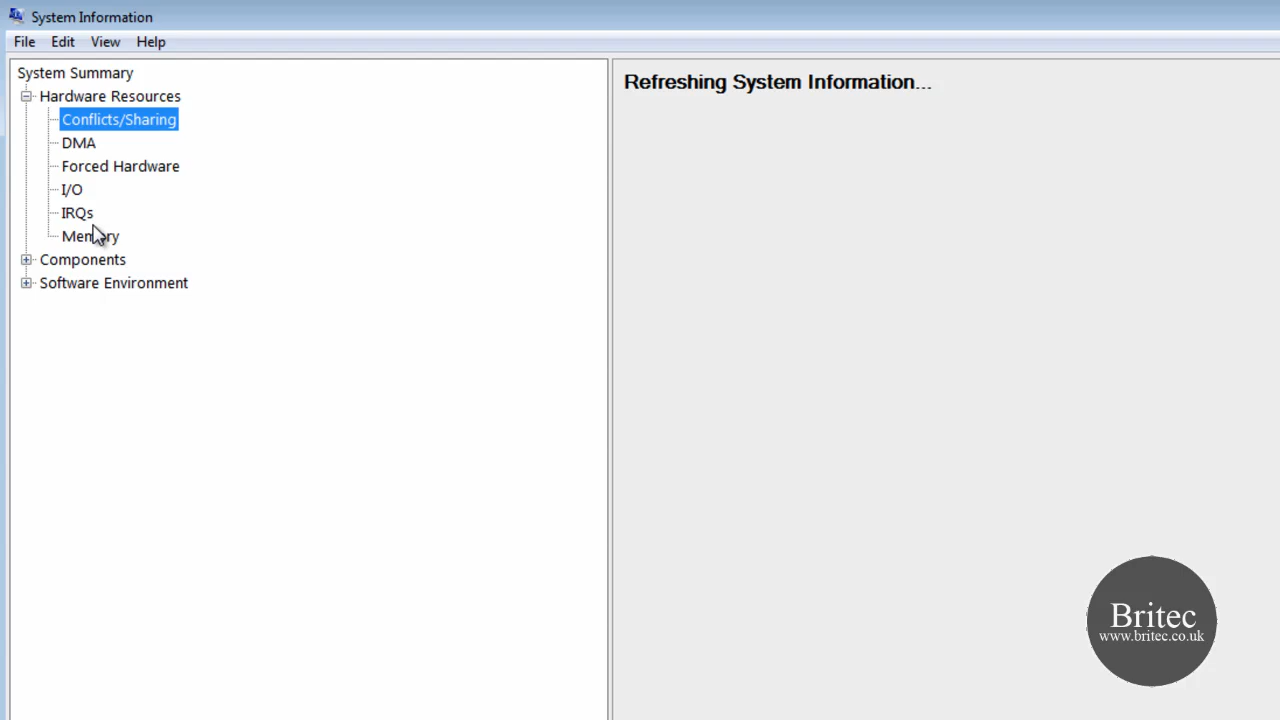 System Information
File Edit View Help
System Summary
Hardware Resources
Conflicts/Sharing
DMA
Forced Hardware
I/O
IRQs
Memory
Components
Software Environment
Refreshing System Information...
Britec
www.britec.co.uk